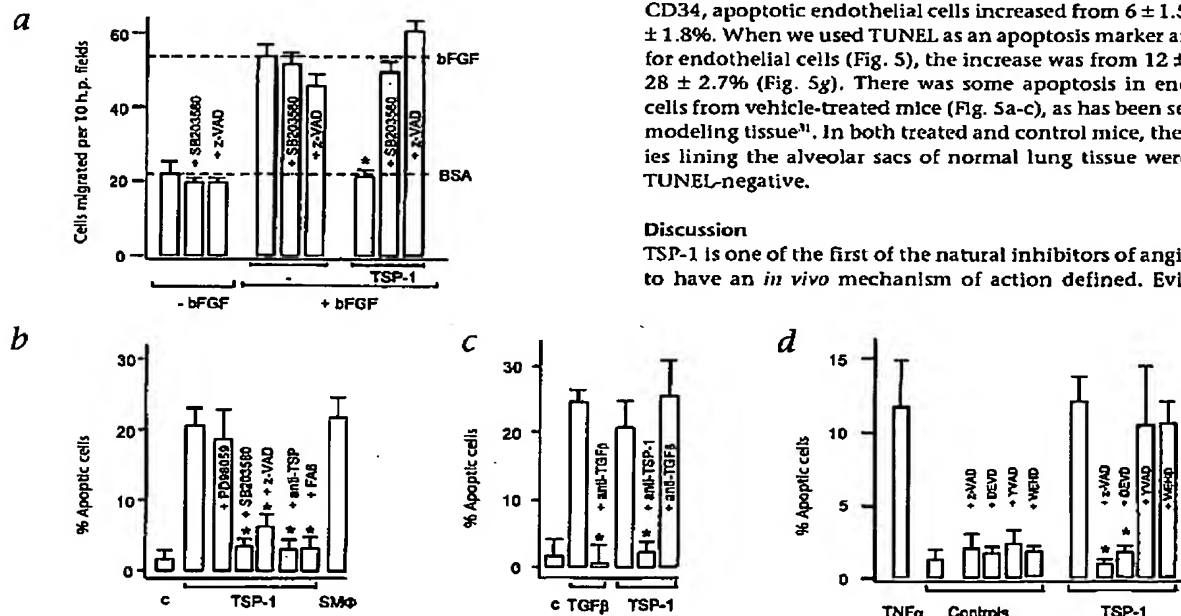 a
60
40
20
0
Cells migrated per 10 h.p. fields
bFGF
BSA
+ SB203580
+ z-VAD
+ SB203580
+ z-VAD
*
+ SB203580
+ z-VAD
-
TSP-1
- bFGF
+ bFGF
CD34, apoptotic endothelial cells increased from 6 ± 1.5
± 1.8%. When we used TUNEL as an apoptosis marker a
for endothelial cells (Fig. 5), the increase was from 12 ±
28 ± 2.7% (Fig. 5g). There was some apoptosis in en
cells from vehicle-treated mice (Fig. 5a-c), as has been se
modeling tissue³¹. In both treated and control mice, the
ies lining the alveolar sacs of normal lung tissue were
TUNEL-negative.
Discussion
TSP-1 is one of the first of the natural inhibitors of angi
to have an in vivo mechanism of action defined. Evi
b
30
20
10
0
% Apoptic cells
+ PD98059
* + SB203580
* + z-VAD
* + anti-TSP
* + FAB
c
TSP-1
SMΦ
c
30
20
10
0
% Apoptic cells
* + anti-TGFβ
* + anti-TSP-1
+ anti-TGFβ
c
TGFβ
TSP-1
d
15
10
5
0
% Apoptic cells
+ z-VAD
+ DEVD
+ YVAD
+ WEHD
* + z-VAD
* + DEVD
+ YVAD
+ WEHD
TNFα
Controls
TSP-1